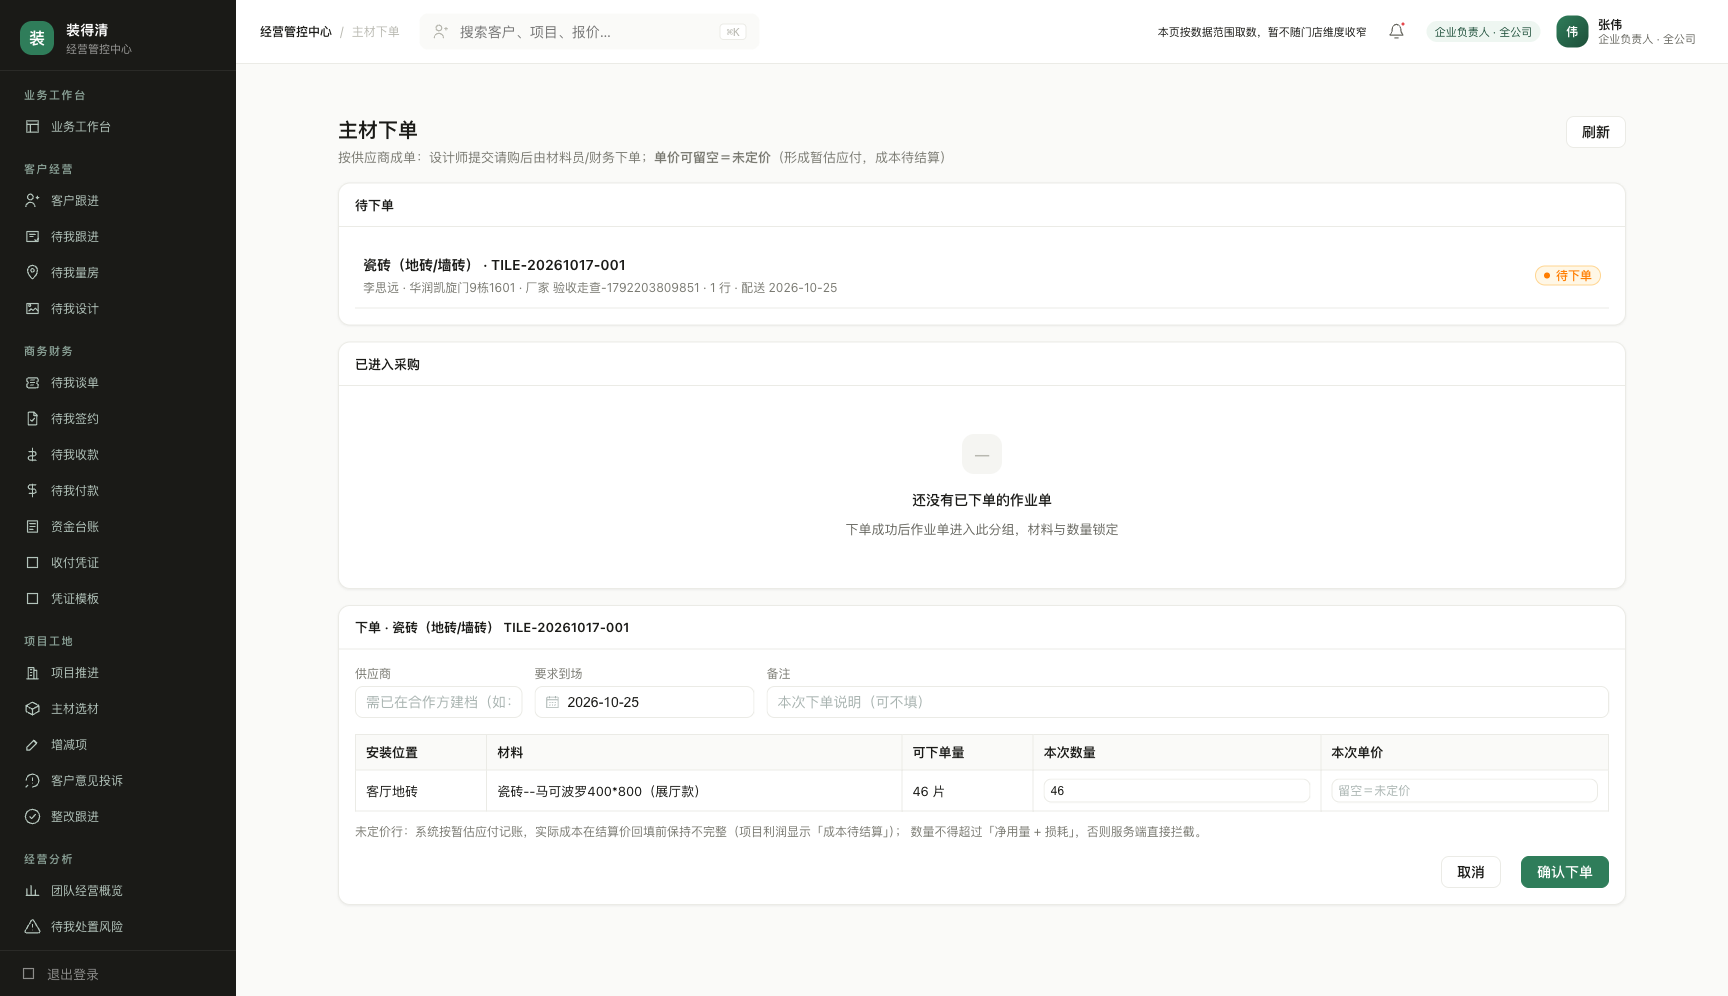 装
装得清
经营管控中心
业务工作台
业务工作台
客户经营
客户跟进
待我跟进
待我量房
待我设计
商务财务
待我谈单
待我签约
待我收款
待我付款
资金台账
收付凭证
凭证模板
项目工地
项目推进
主材选材
增减项
客户意见投诉
整改跟进
经营分析
团队经营概览
待我处置风险
退出登录
经营管控中心 / 主材下单
搜索客户、项目、报价... ⌘K
本页按数据范围取数，暂不随门店维度收窄
企业负责人 · 全公司
伟
张伟
企业负责人 · 全公司
主材下单
按供应商成单：设计师提交请购后由材料员/财务下单；单价可留空＝未定价（形成暂估应付，成本待结算）
刷新
待下单
瓷砖（地砖/墙砖） · TILE-20261017-001
李思远 · 华润凯旋门9栋1601 · 厂家 验收走查-1792203809851 · 1 行 · 配送 2026-10-25
待下单
已进入采购
—
还没有已下单的作业单
下单成功后作业单进入此分组，材料与数量锁定
下单 · 瓷砖（地砖/墙砖） TILE-20261017-001
供应商 要求到场 备注
需已在合作方建档（如： 2026-10-25 本次下单说明（可不填）
安装位置 材料 可下单量 本次数量 本次单价
客厅地砖 瓷砖--马可波罗400*800（展厅款） 46 片 46 留空＝未定价
未定价行：系统按暂估应付记账，实际成本在结算价回填前保持不完整（项目利润显示「成本待结算」）； 数量不得超过「净用量 + 损耗」，否则服务端直接拦截。
取消 确认下单